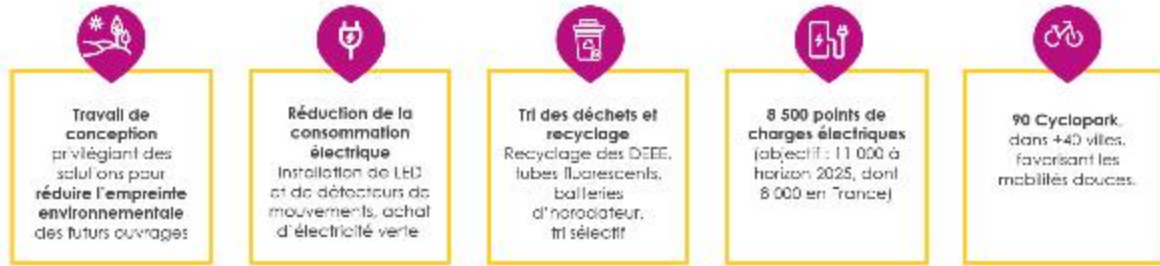 Travail de
conception
privilégiant des
solutions pour
réduire l'empreinte
environnementale
des futurs ouvrages
Réduction de la
consommation
électrique
Installation de LED
et de détecteurs de
mouvements, achat
d'électricité verte
Tri des déchets et
recyclage
Recyclage des DEEE,
tubes fluorescents,
batteries
d'horodateur,
tri sélectif
8 500 points de
charges électriques
(objectif : 11 000 à
horizon 2025, dont
8 000 en France)
90 Cyclopark,
dans +40 villes,
favorisant les
mobilités douces.